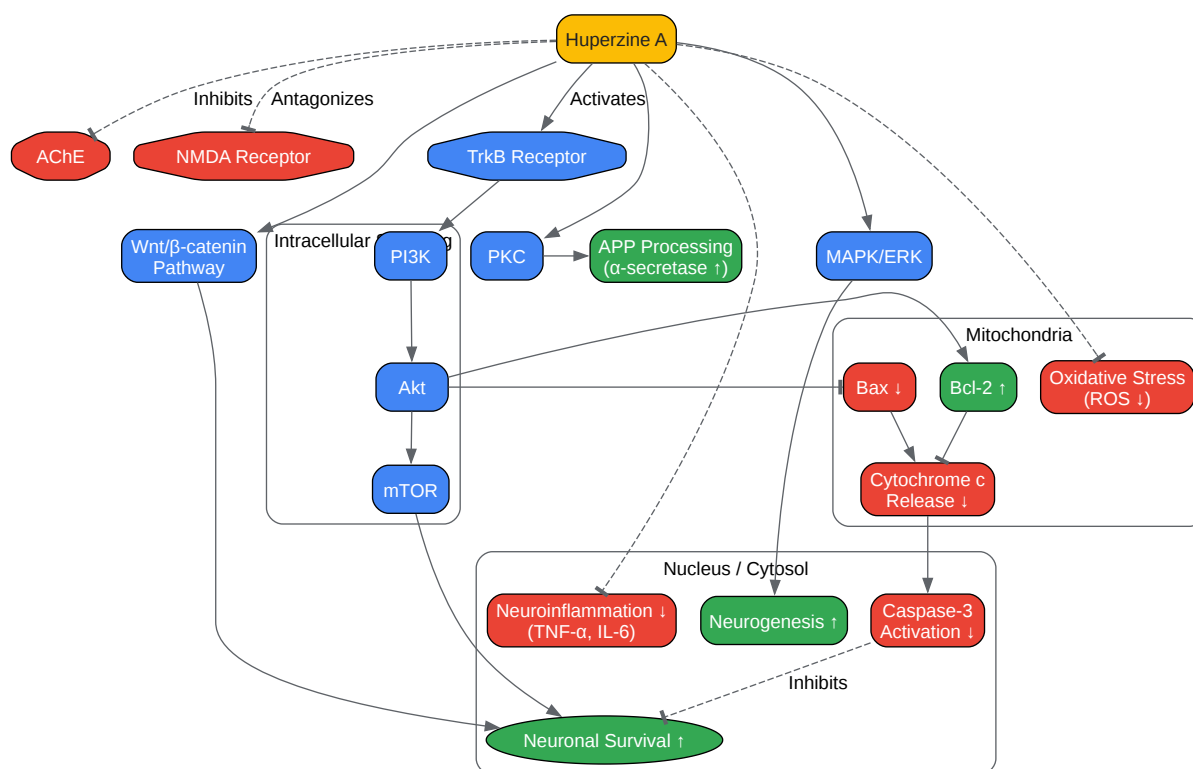 Huperzine A
Inhibits
Antagonizes
Activates
AChE
NMDA Receptor
TrkB Receptor
Wnt/β-catenin
Pathway
Intracellular
PI3K
PKC
APP Processing
(α-secretase ↑)
MAPK/ERK
Mitochondria
Akt
Bax ↓
Bcl-2 ↑
Oxidative Stress
(ROS ↓)
mTOR
Cytochrome c
Release ↓
Nucleus / Cytosol
Neuroinflammation ↓
(TNF-α, IL-6)
Neurogenesis ↑
Caspase-3
Activation ↓
Inhibits
Neuronal Survival ↑